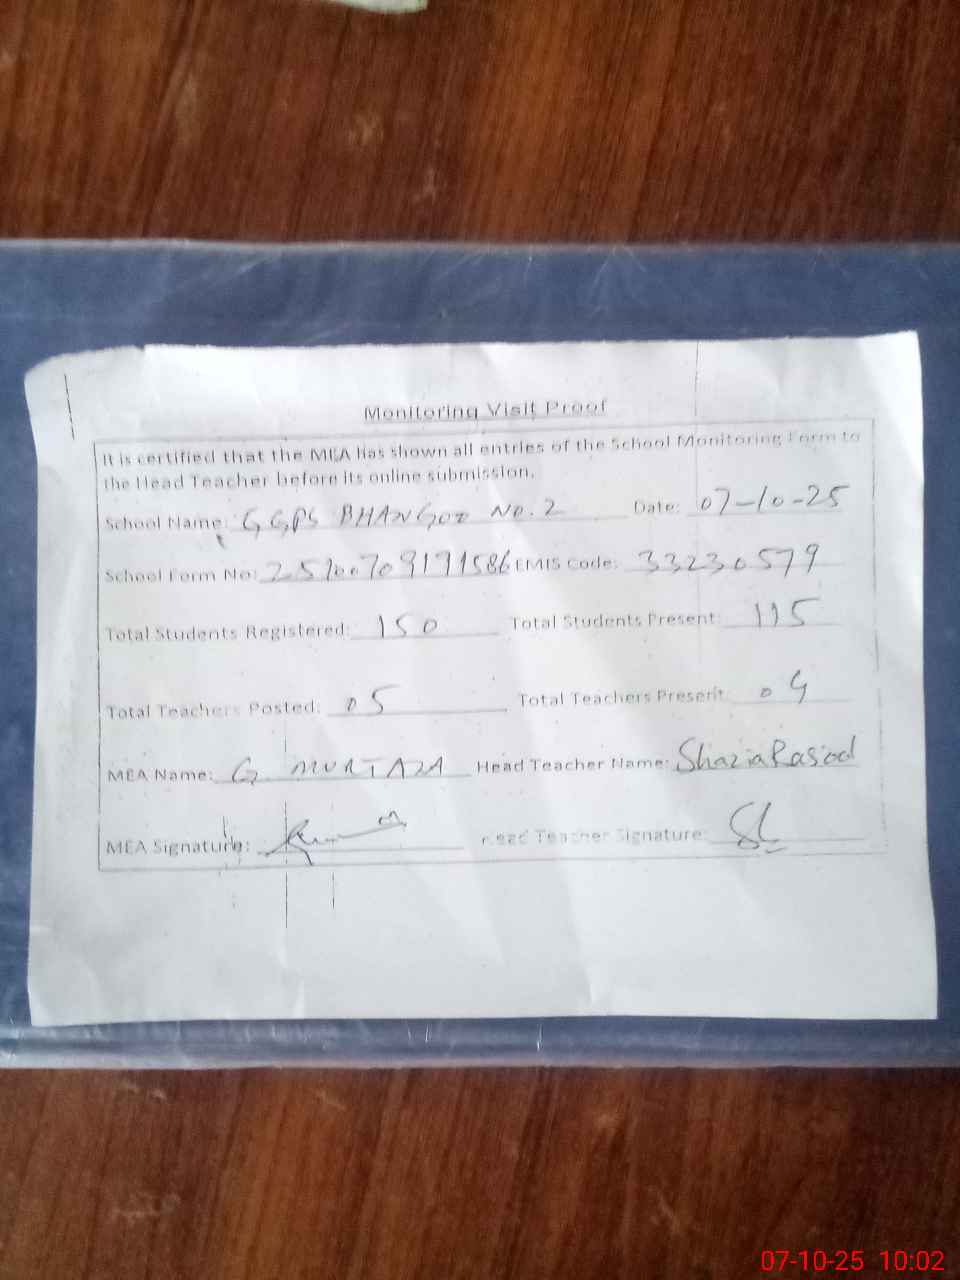 Monitoring Visit Proof
It is certified that the MEA has shown all entries of the School Monitoring Form to
the Head Teacher before its online submission.
School Name: GGPS BHANGOO NO. 2 Date: 07-10-25
School Form No: EMIS Code: 33230579
Total Students Registered: 150 Total Students Present: 115
Total Teachers Posted: 05 Total Teachers Present: 04
MEA Name: G MURTAZA Head Teacher Name: Shazia Rasool
MEA Signature: Head Teacher Signature:
07-10-25 10:02